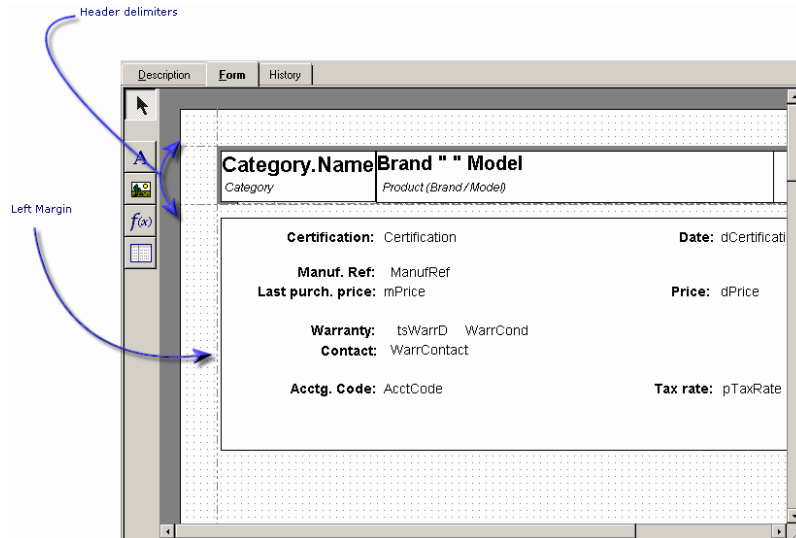 Header delimiters
Description Form History
A
Category.Name Brand " " Model
Category Product (Brand / Model)
Left Margin
f(x)
Certification: Certification Date: dCertificati
Manuf. Ref: ManufRef
Last purch. price: mPrice Price: dPrice
Warranty: tsWarrD WarrCond
Contact: WarrContact
Acctg. Code: AcctCode Tax rate: pTaxRate